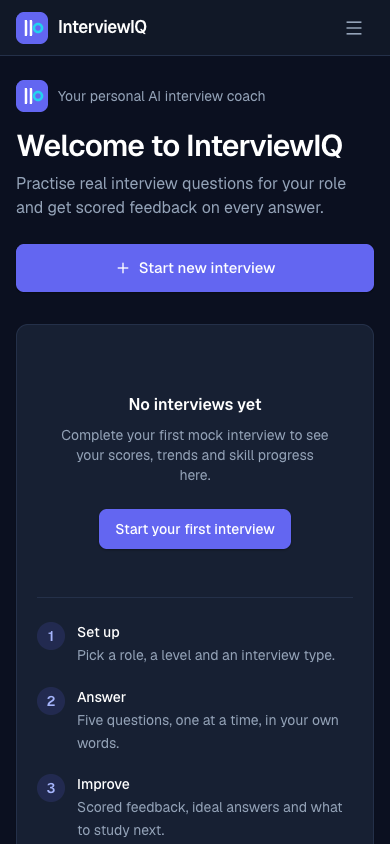 InterviewIQ
Your personal AI interview coach
Welcome to InterviewIQ
Practise real interview questions for your role
and get scored feedback on every answer.
+ Start new interview
No interviews yet
Complete your first mock interview to see
your scores, trends and skill progress
here.
Start your first interview
1 Set up
Pick a role, a level and an interview type.
2 Answer
Five questions, one at a time, in your own
words.
3 Improve
Scored feedback, ideal answers and what
to study next.